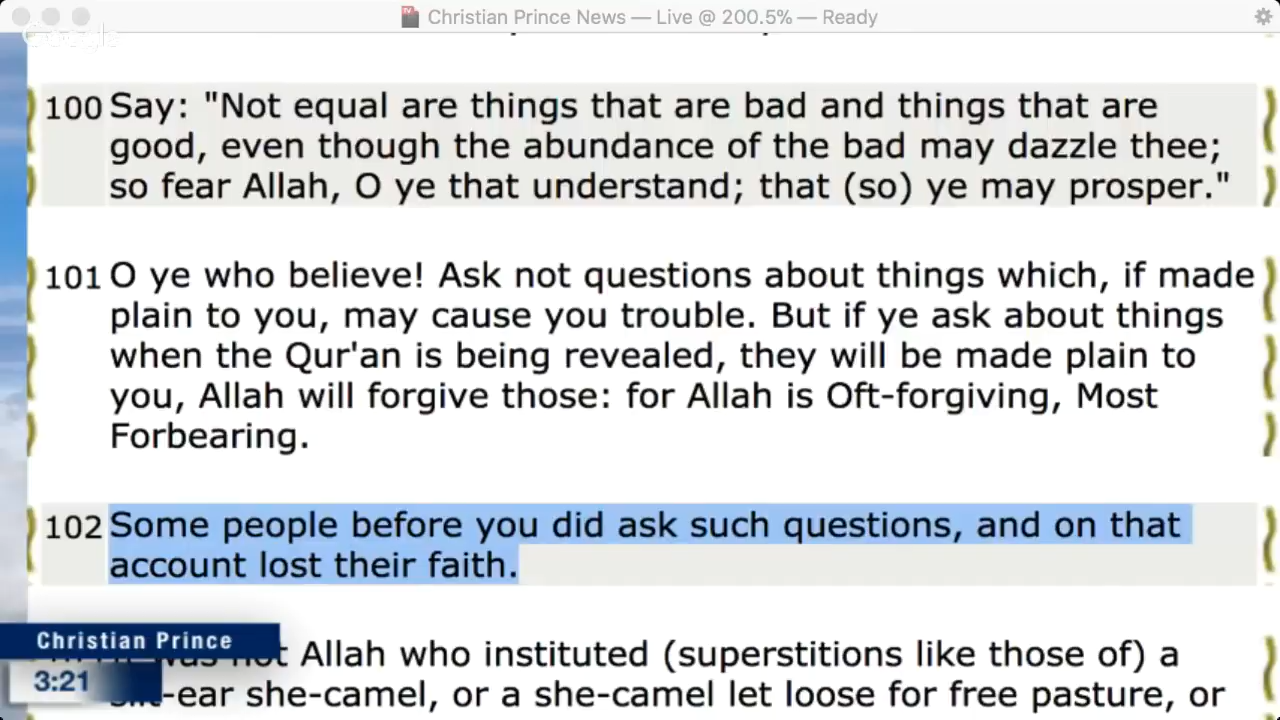 Christian Prince News — Live @ 200.5% — Ready
Google
100 Say: "Not equal are things that are bad and things that are
good, even though the abundance of the bad may dazzle thee;
so fear Allah, O ye that understand; that (so) ye may prosper."
101 O ye who believe! Ask not questions about things which, if made
plain to you, may cause you trouble. But if ye ask about things
when the Qur'an is being revealed, they will be made plain to
you, Allah will forgive those: for Allah is Oft-forgiving, Most
Forbearing.
102 Some people before you did ask such questions, and on that
account lost their faith.
Christian Prince
not Allah who instituted (superstitions like those of) a
3:21
-ear she-camel, or a she-camel let loose for free pasture, or